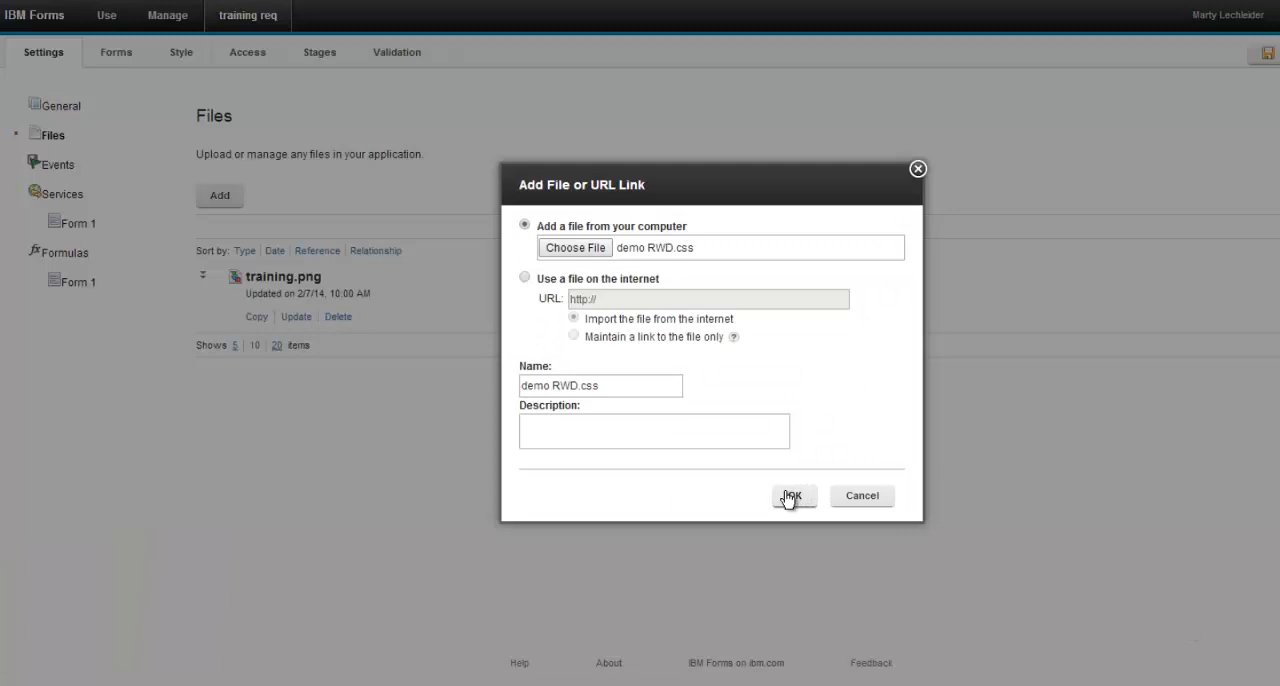 IBM Forms Use Manage training req Marty Lechleider
Settings Forms Style Access Stages Validation
General
Files
Events
Services
Form 1
Formulas
Form 1
Files
Upload or manage any files in your application.
Add
Sort by: Type | Date | Reference | Relationship
training.png
Updated on 2/7/14, 10:00 AM
Copy | Update | Delete
Shows 5 | 10 | 20 items
Add File or URL Link
Add a file from your computer
Choose File demo RWD.css
Use a file on the internet
URL: http://
Import the file from the internet
Maintain a link to the file only ?
Name:
demo RWD.css
Description:
OK Cancel
Help About IBM Forms on ibm.com Feedback